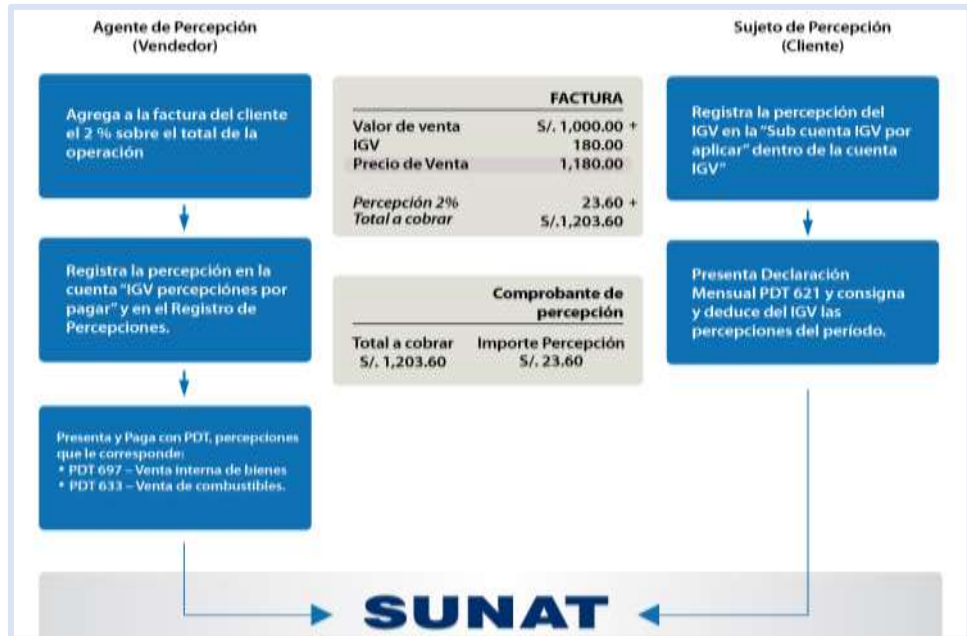 Agente de Percepción
(Vendedor)
Agrega a la factura del cliente
el 2 % sobre el total de la
operación
Registra la percepción en la
cuenta "IGV percepciónes por
pagar" y en el Registro de
Percepciones.
Presenta y Paga con PDT, percepciones
que le corresponde:
• PDT 697 – Venta interna de bienes
• PDT 633 – Venta de combustibles.
FACTURA
Valor de venta S/. 1,000.00 +
IGV 180.00
Precio de Venta 1,180.00
Percepción 2% 23.60 +
Total a cobrar S/.1,203.60
Comprobante de
percepción
Total a cobrar Importe Percepción
S/. 1,203.60 S/. 23.60
Sujeto de Percepción
(Cliente)
Registra la percepción del
IGV en la "Sub cuenta IGV por
aplicar" dentro de la cuenta
IGV"
Presenta Declaración
Mensual PDT 621 y consigna
y deduce del IGV las
percepciones del período.
SUNAT